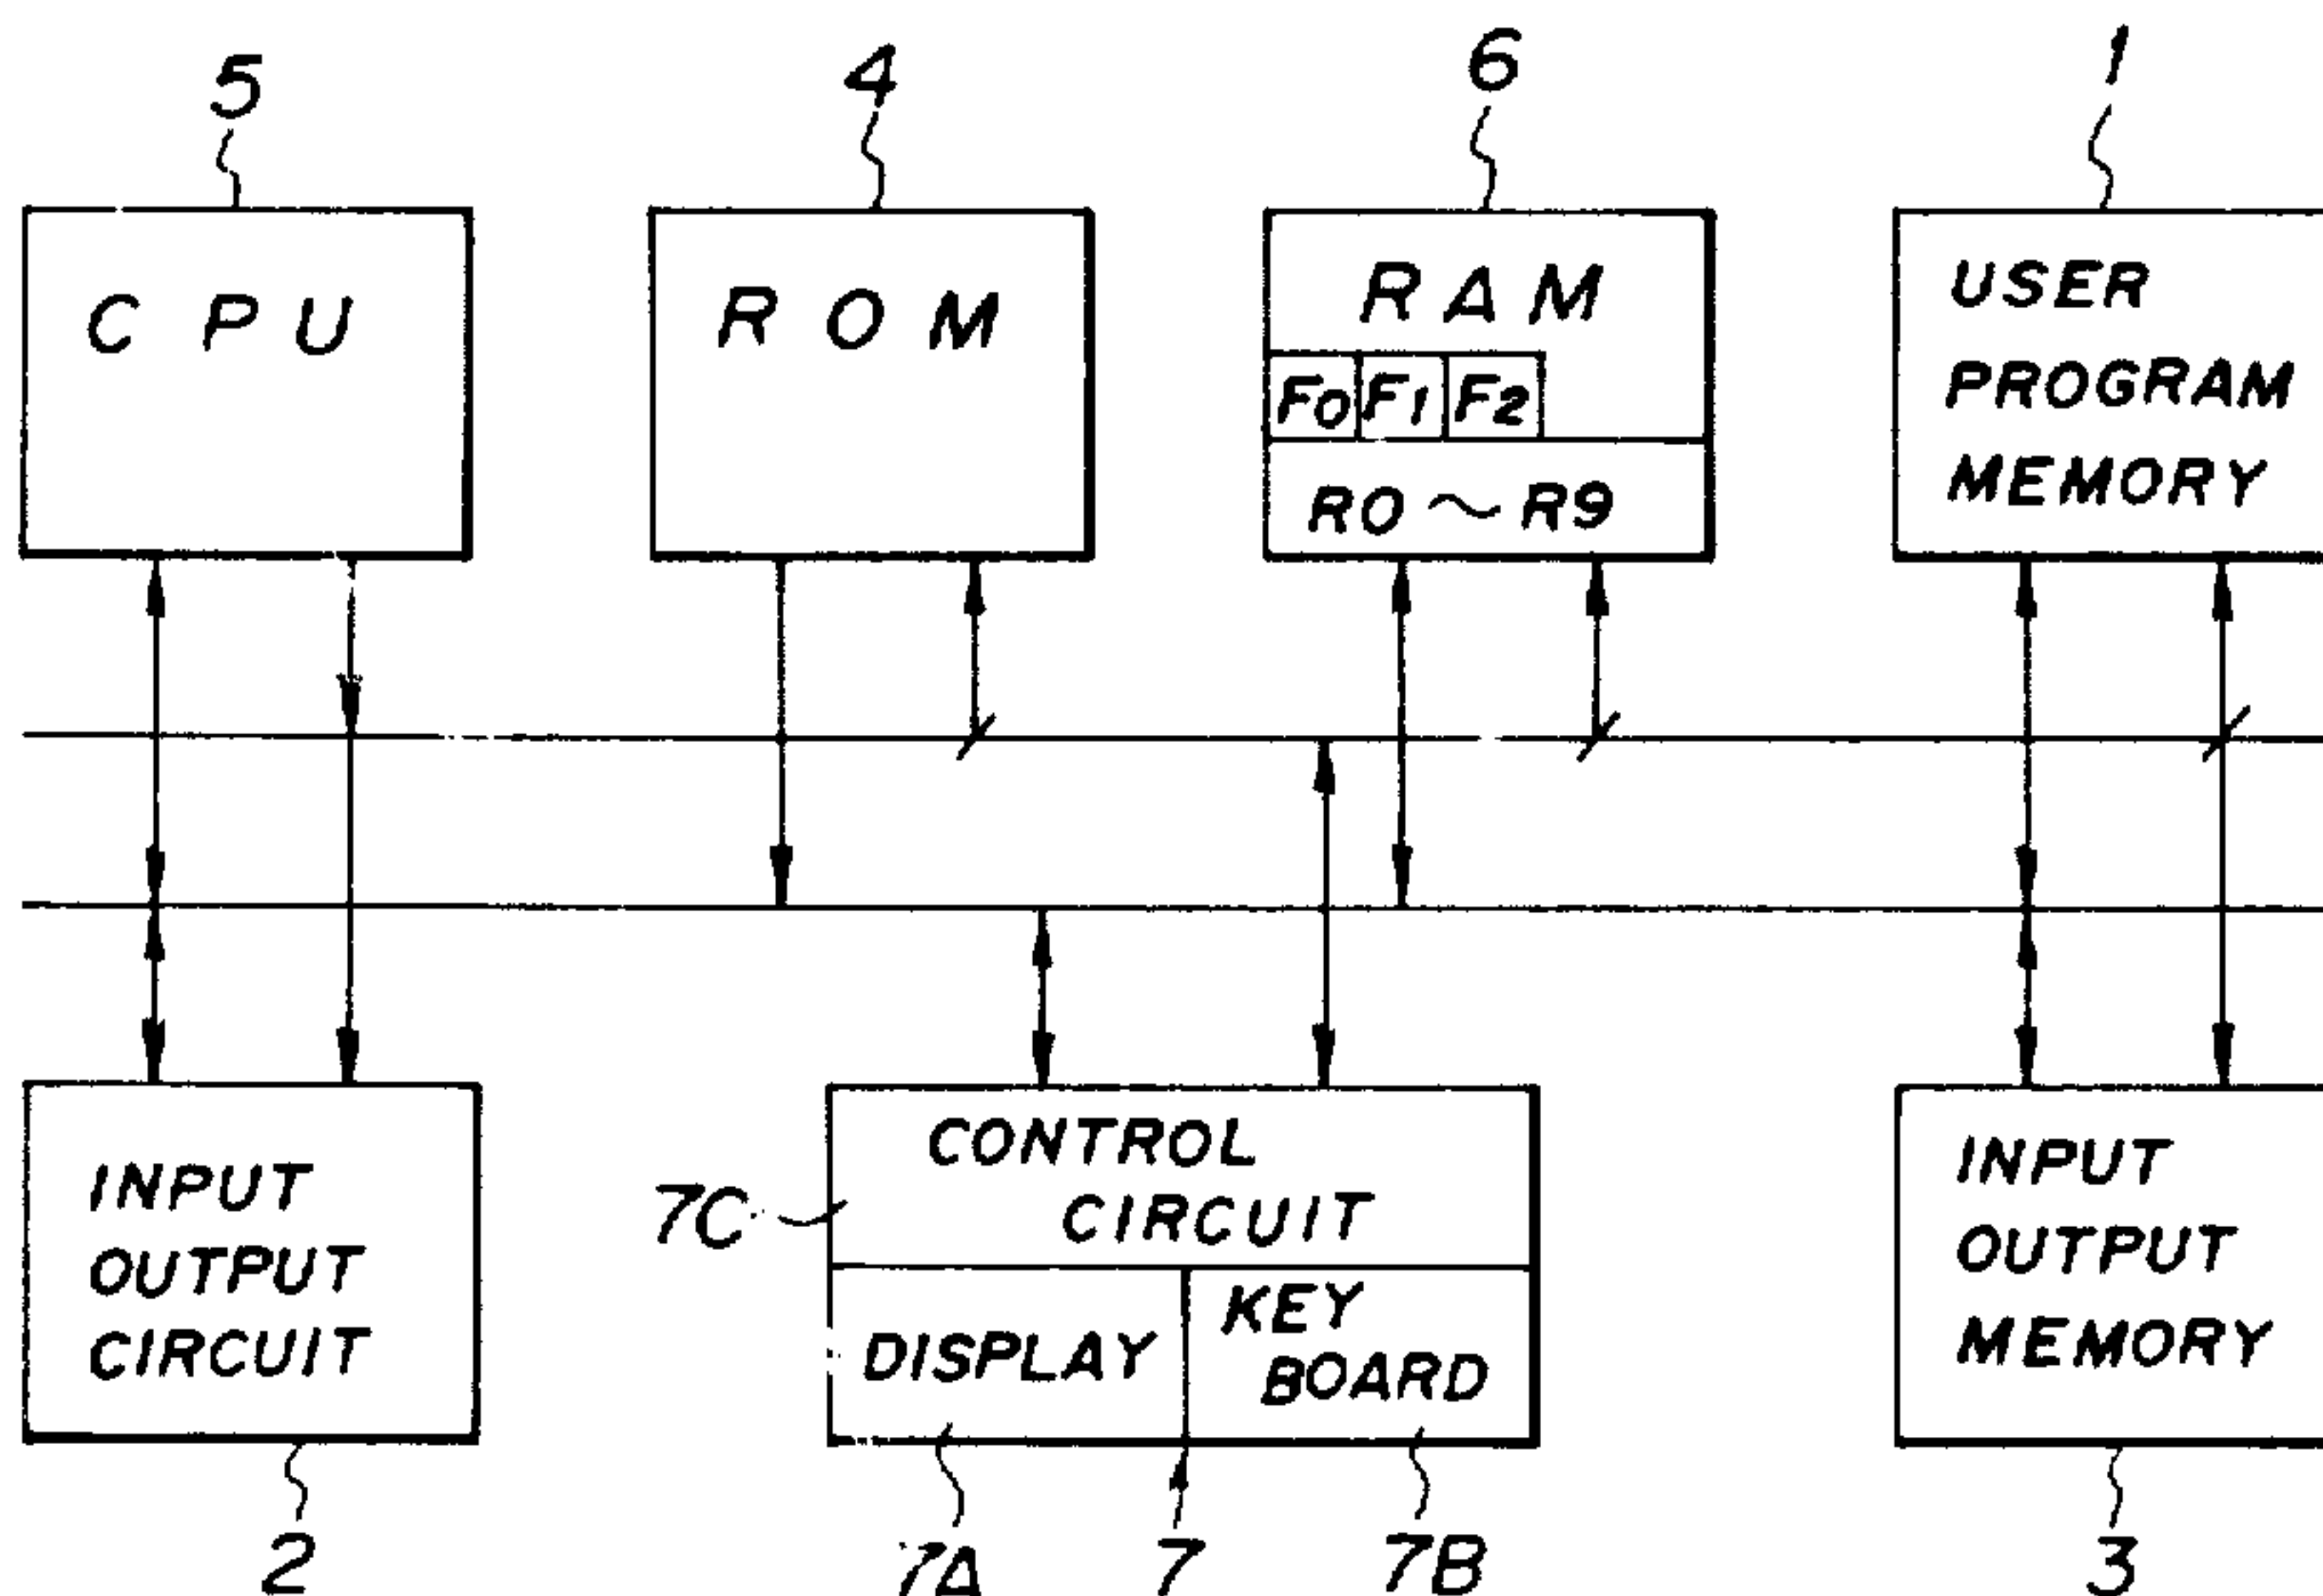 5
4
6
1
C P U
R O M
R A M
F0 F1 F2
R0 ~ R9
USER
PROGRAM
MEMORY
INPUT
OUTPUT
CIRCUIT
7C
CONTROL
CIRCUIT
DISPLAY
KEY
BOARD
INPUT
OUTPUT
MEMORY
2
7A
7
7B
3